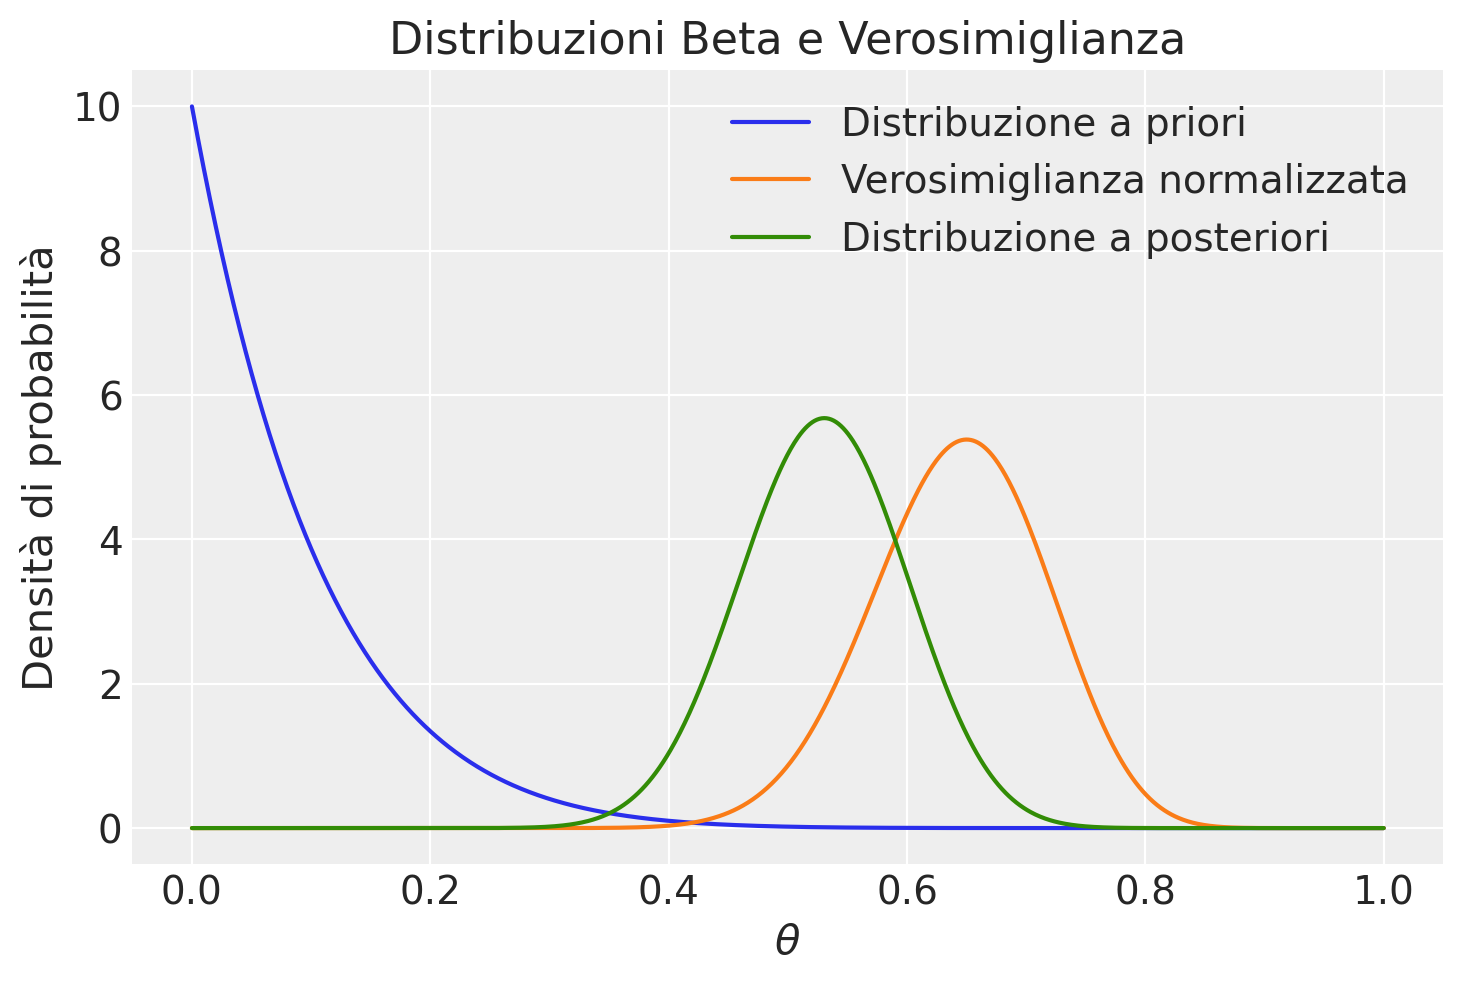 Distribuzioni Beta e Verosimiglianza
Distribuzione a priori
Verosimiglianza normalizzata
Distribuzione a posteriori
Densità di probabilità
10
8
6
4
2
0
0.0 0.2 0.4 0.6 0.8 1.0
θ